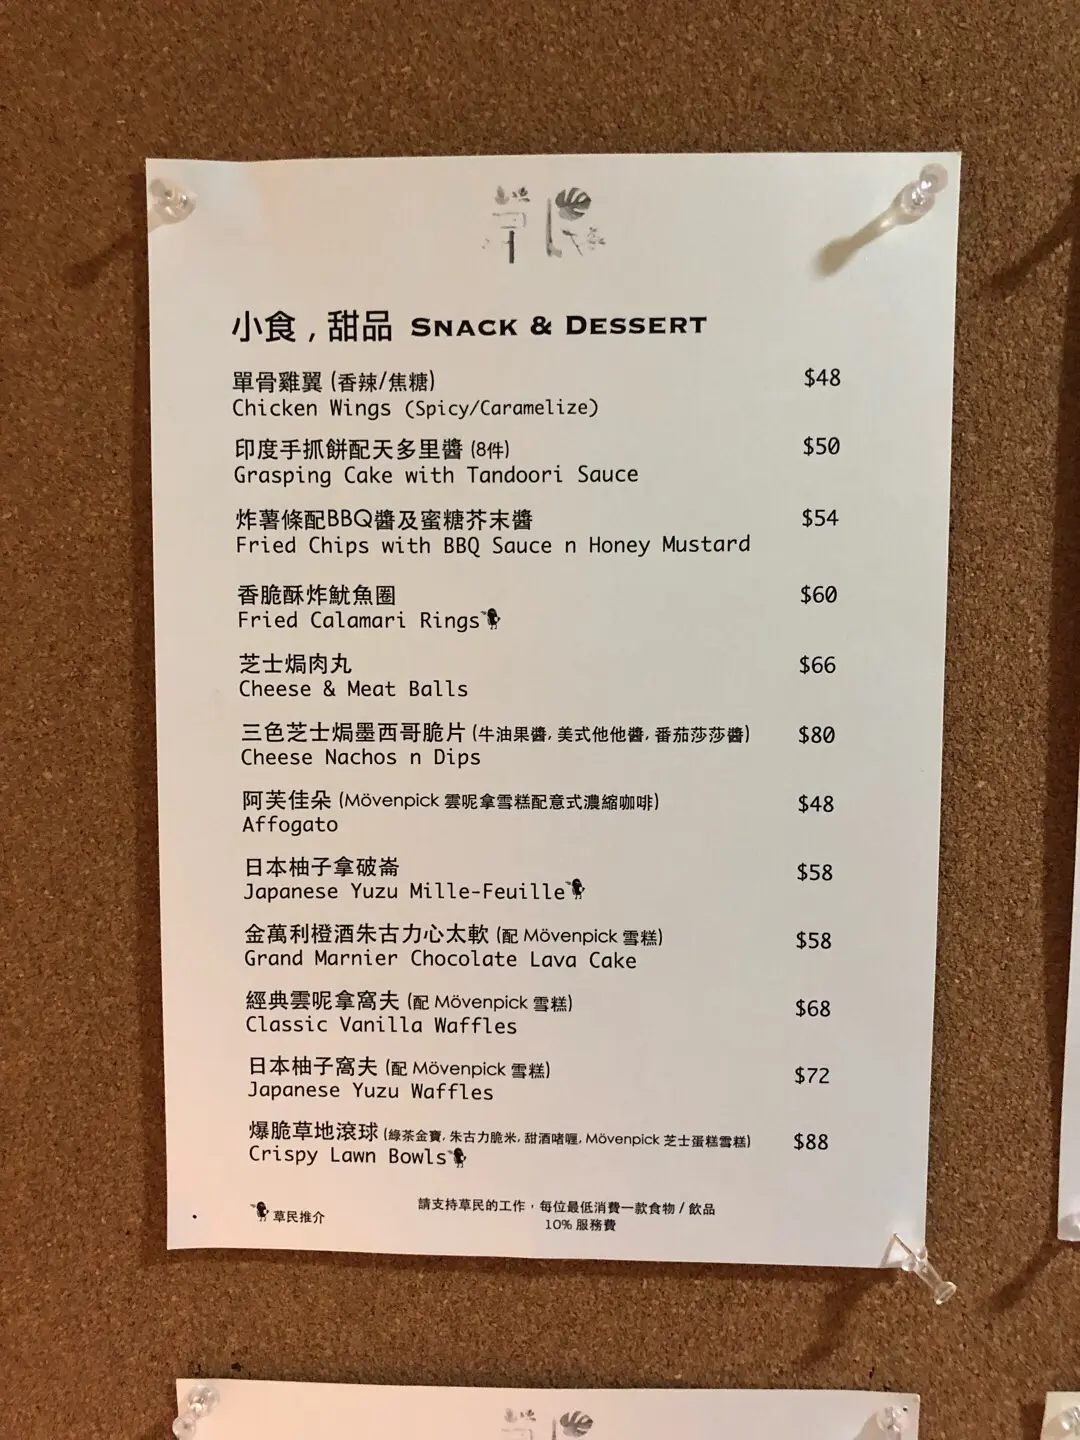 草民
小食 , 甜品 SNACK & DESSERT
單骨雞翼 (香辣/焦糖) $48
Chicken Wings (Spicy/Caramelize)
印度手抓餅配天多里醬 (8件) $50
Grasping Cake with Tandoori Sauce
炸薯條配BBQ醬及蜜糖芥末醬 $54
Fried Chips with BBQ Sauce n Honey Mustard
香脆酥炸魷魚圈 $60
Fried Calamari Rings
芝士焗肉丸 $66
Cheese & Meat Balls
三色芝士焗墨西哥脆片 (牛油果醬, 美式他他醬, 番茄莎莎醬) $80
Cheese Nachos n Dips
阿芙佳朵 (Mövenpick 雲呢拿雪糕配意式濃縮咖啡) $48
Affogato
日本柚子拿破崙 $58
Japanese Yuzu Mille-Feuille
金萬利橙酒朱古力心太軟 (配 Mövenpick 雪糕) $58
Grand Marnier Chocolate Lava Cake
經典雲呢拿窩夫 (配 Mövenpick 雪糕) $68
Classic Vanilla Waffles
日本柚子窩夫 (配 Mövenpick 雪糕) $72
Japanese Yuzu Waffles
爆脆草地滾球 (綠茶金寶, 朱古力脆米, 甜酒啫喱, Mövenpick 芝士蛋糕雪糕) $88
Crispy Lawn Bowls
草民推介
請支持草民的工作，每位最低消費一款食物 / 飲品
10% 服務費